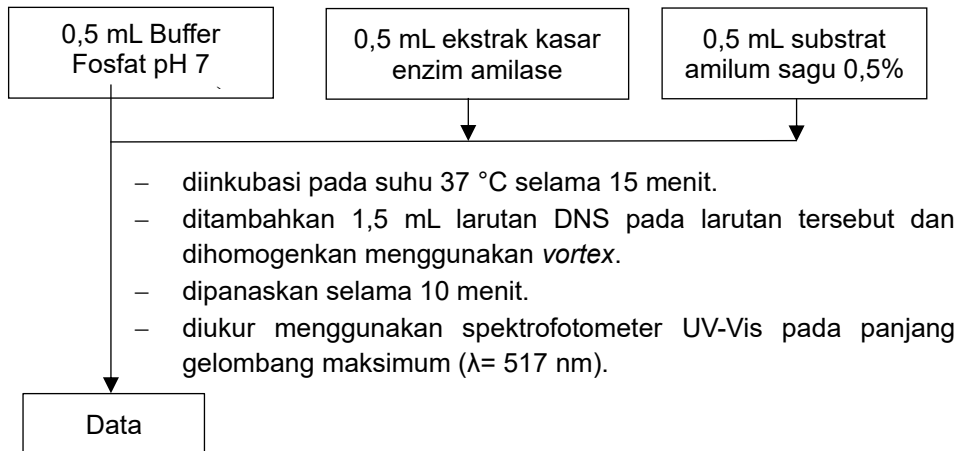 0,5 mL Buffer
Fosfat pH 7
0,5 mL ekstrak kasar
enzim amilase
0,5 mL substrat
amilum sagu 0,5%
– diinkubasi pada suhu 37 °C selama 15 menit.
– ditambahkan 1,5 mL larutan DNS pada larutan tersebut dan
dihomogenkan menggunakan vortex.
– dipanaskan selama 10 menit.
– diukur menggunakan spektrofotometer UV-Vis pada panjang
gelombang maksimum (λ= 517 nm).
Data